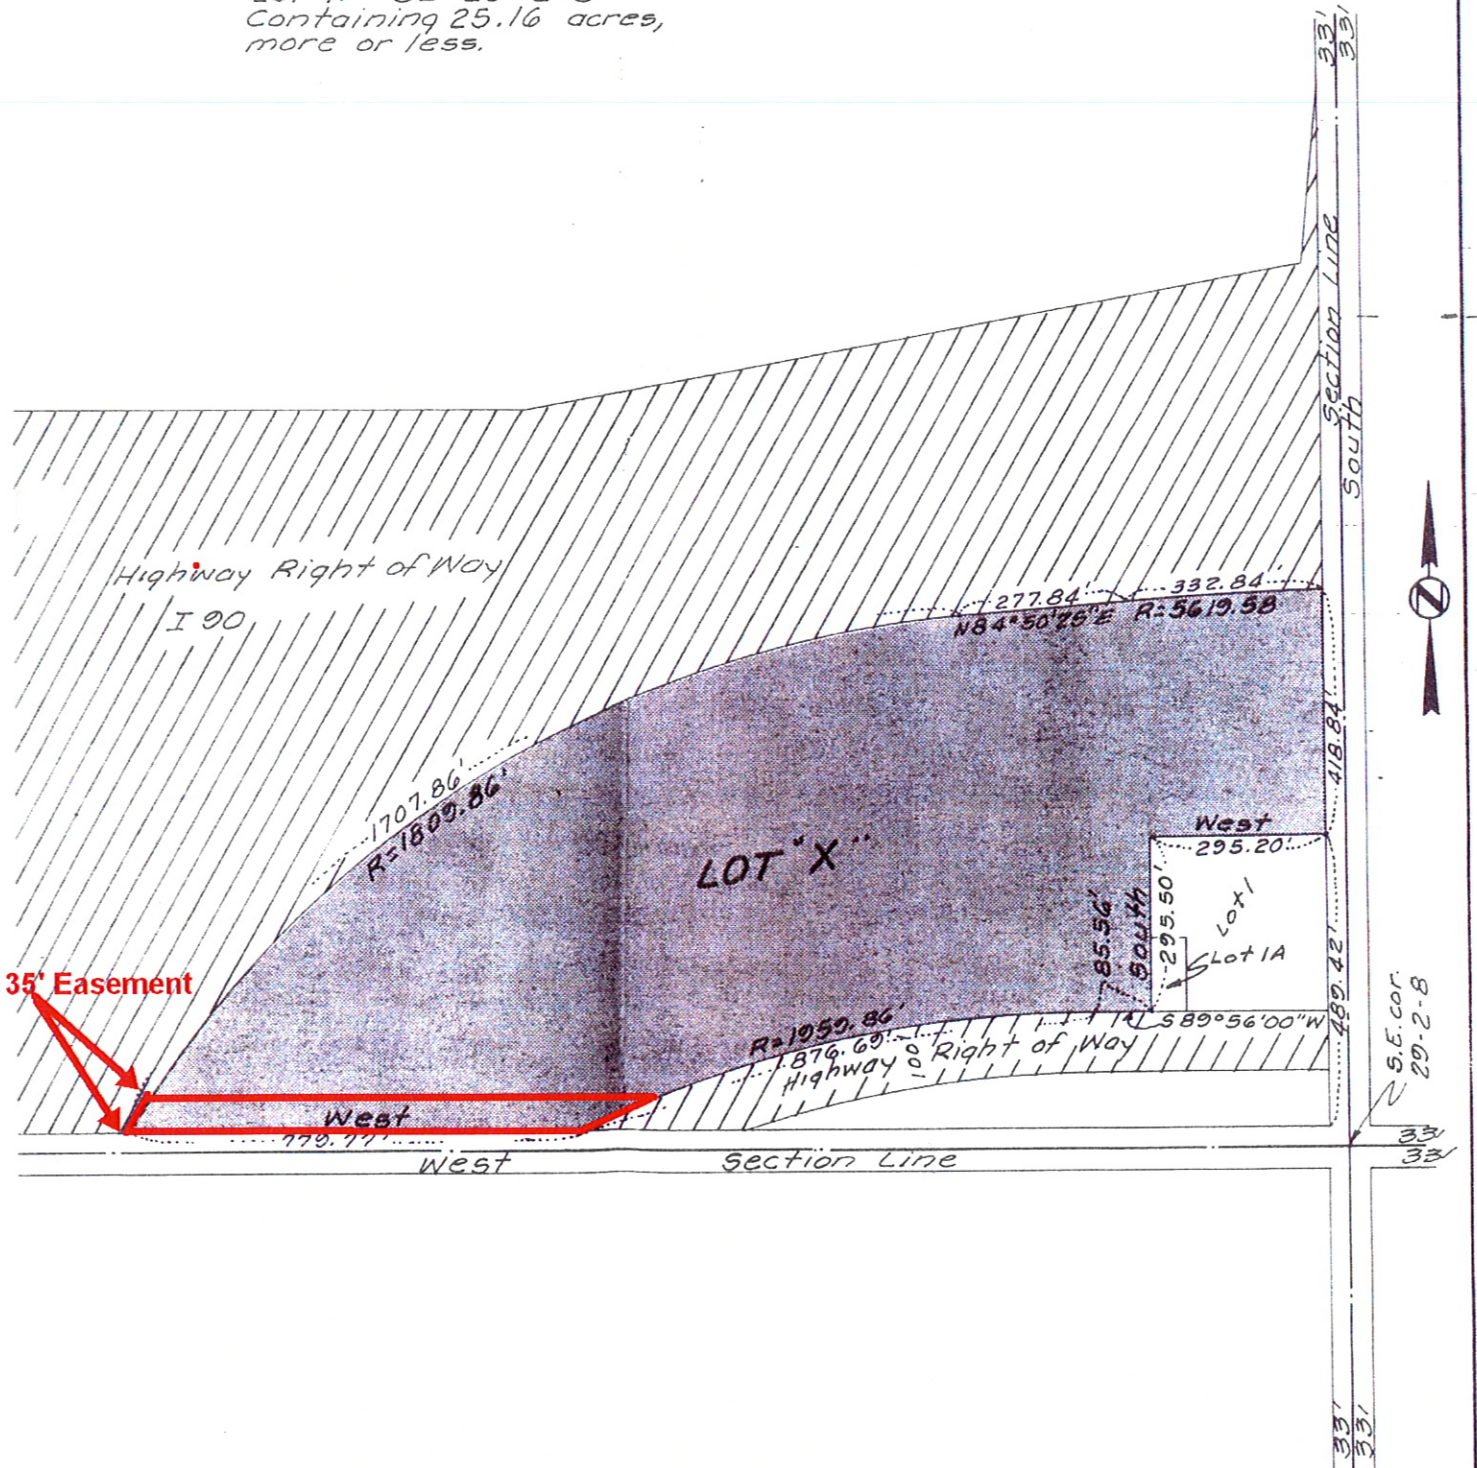 Containing 25.16 acres,
more or less.
33'
33'
Section Line
South
Highway Right of Way
I 90
277.84'
332.84'
N84°50'25"E
R=5619.58
N
1707.86'
R=1809.86'
418.84'
LOT "X"
West
295.20'
85.56'
South
295.50'
Lot 1
Lot 1A
489.42'
S.E. cor.
29-2-8
35' Easement
S89°56'00"W
R=1959.86'
876.69'
100'
Highway Right of Way
West
779.77'
West
Section Line
33'
33'
33'
33'